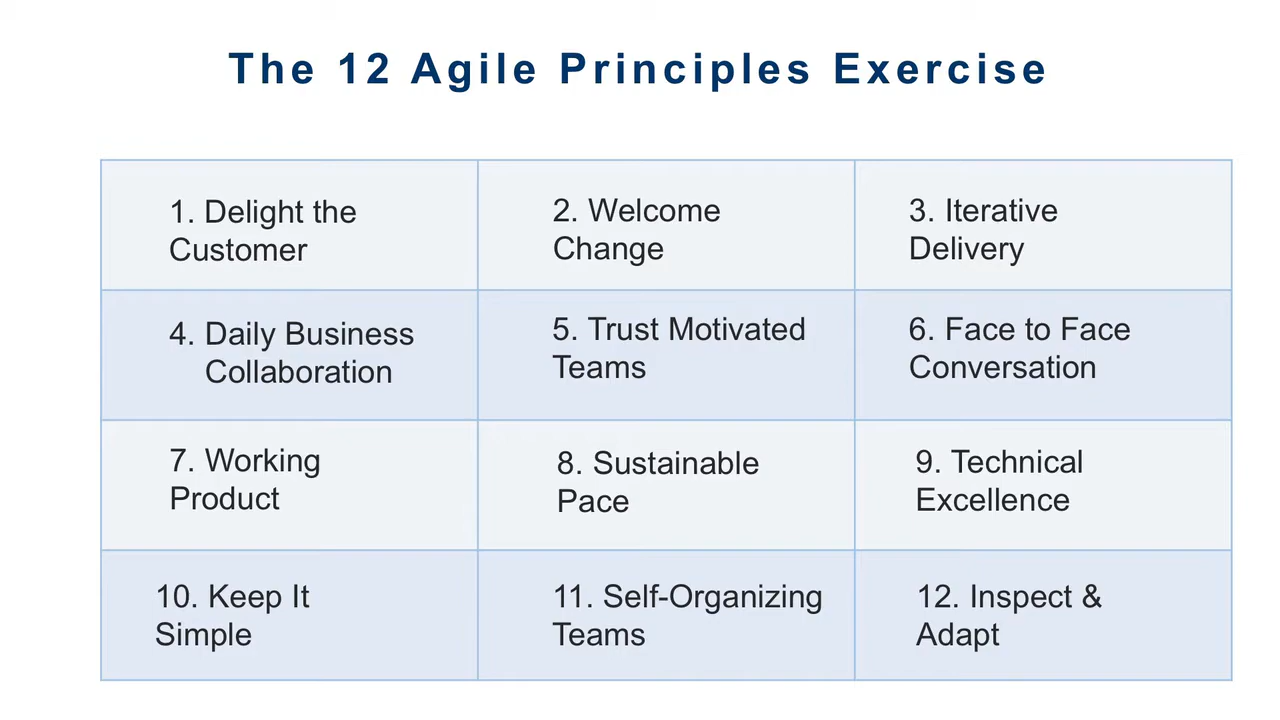 The 12 Agile Principles Exercise
1. Delight the
Customer
2. Welcome
Change
3. Iterative
Delivery
4. Daily Business
Collaboration
5. Trust Motivated
Teams
6. Face to Face
Conversation
7. Working
Product
8. Sustainable
Pace
9. Technical
Excellence
10. Keep It
Simple
11. Self-Organizing
Teams
12. Inspect &
Adapt